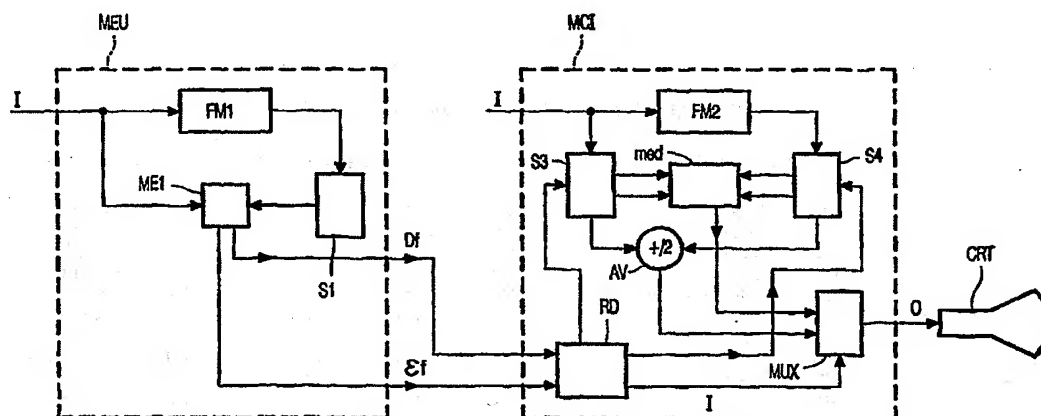 MEU
MCI
I
FM1
I
FM2
S3
med
S4
ME1
S1
Df
+/2
AV
CRT
RD
O
MUX
εf
I